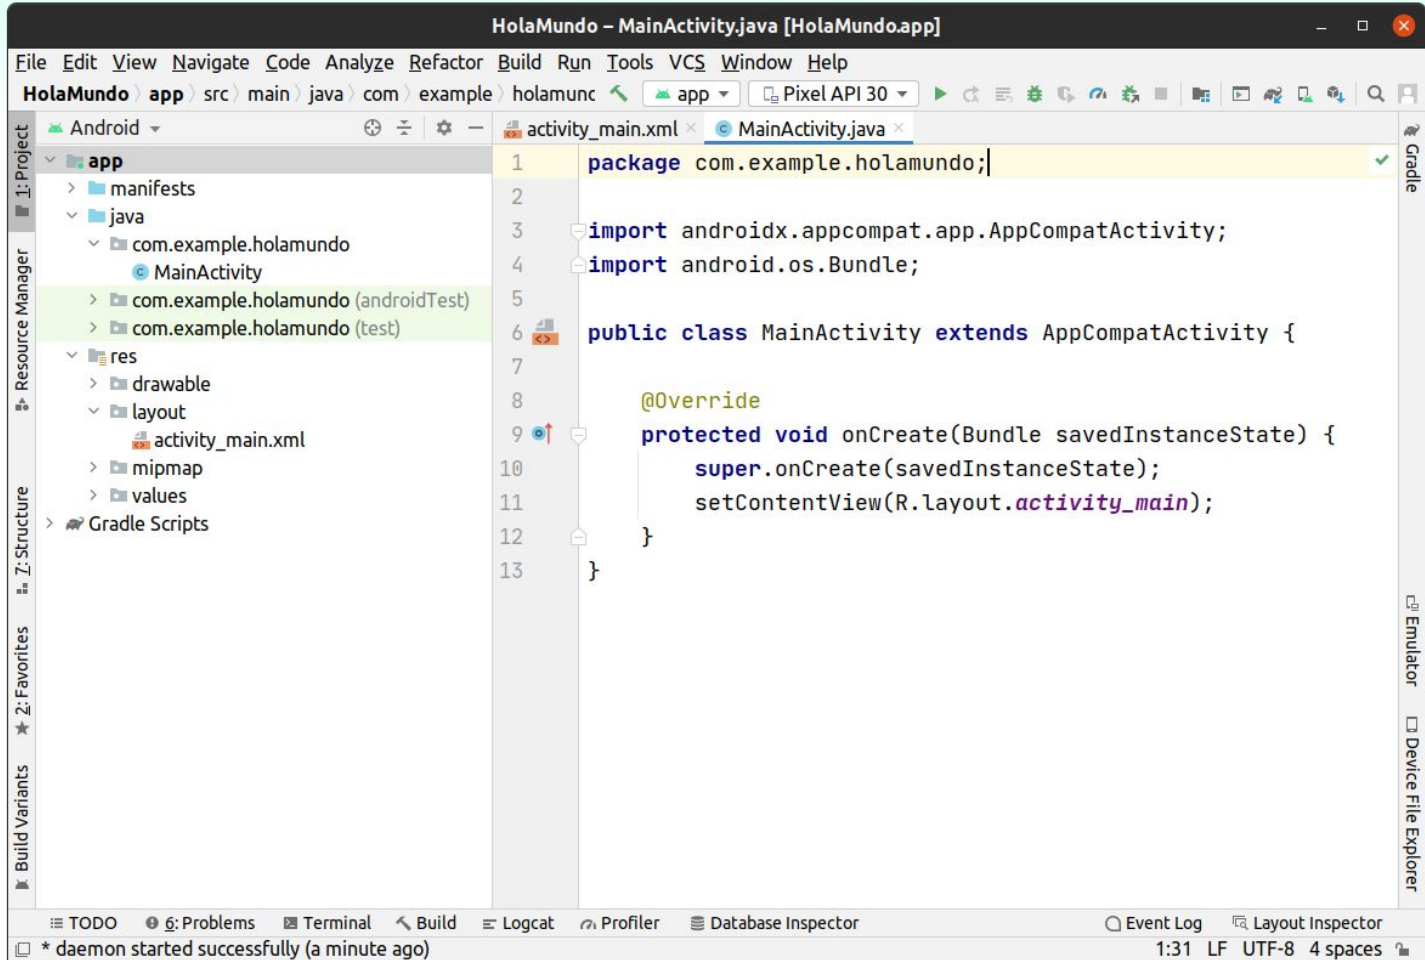 HolaMundo – MainActivity.java [HolaMundo.app]
File Edit View Navigate Code Analyze Refactor Build Run Tools VCS Window Help
HolaMundo app src main java com example holamunc app Pixel API 30
1: Project
Resource Manager
7: Structure
2: Favorites
Build Variants
Android
app
manifests
java
com.example.holamundo
MainActivity
com.example.holamundo (androidTest)
com.example.holamundo (test)
res
drawable
layout
activity_main.xml
mipmap
values
Gradle Scripts
activity_main.xml MainActivity.java
1 package com.example.holamundo;
2
3 import androidx.appcompat.app.AppCompatActivity;
4 import android.os.Bundle;
5
6 public class MainActivity extends AppCompatActivity {
7
8 @Override
9 protected void onCreate(Bundle savedInstanceState) {
10 super.onCreate(savedInstanceState);
11 setContentView(R.layout.activity_main);
12 }
13 }
Gradle
Emulator
Device File Explorer
TODO 6: Problems Terminal Build Logcat Profiler Database Inspector Event Log Layout Inspector
* daemon started successfully (a minute ago) 1:31 LF UTF-8 4 spaces